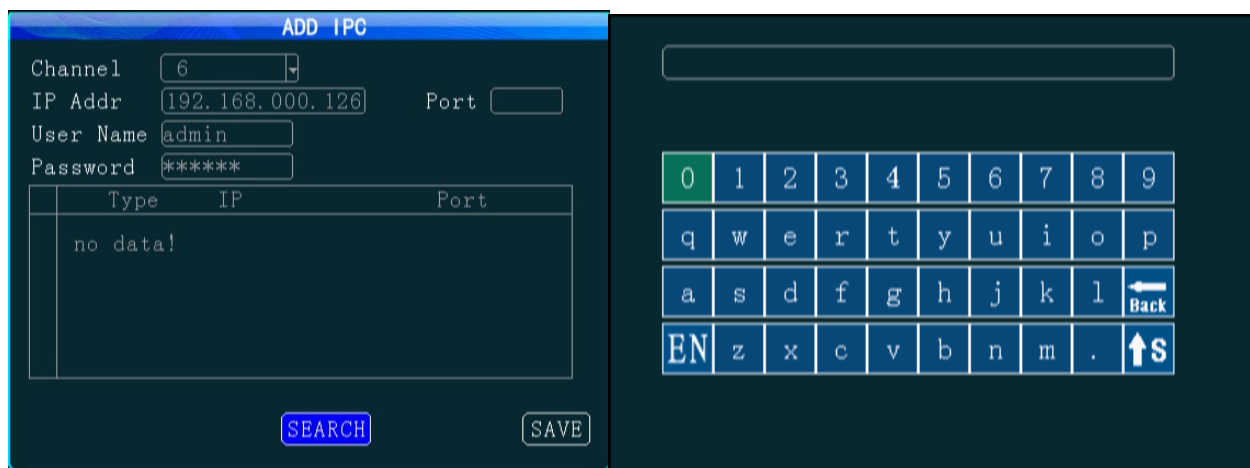 ADD IPC
Channel 6
IP Addr 192.168.000.126 Port
User Name admin
Password ******
Type IP Port
no data!
SEARCH SAVE
0 1 2 3 4 5 6 7 8 9
q w e r t y u i o p
a s d f g h j k l Back
EN z x c v b n m . S